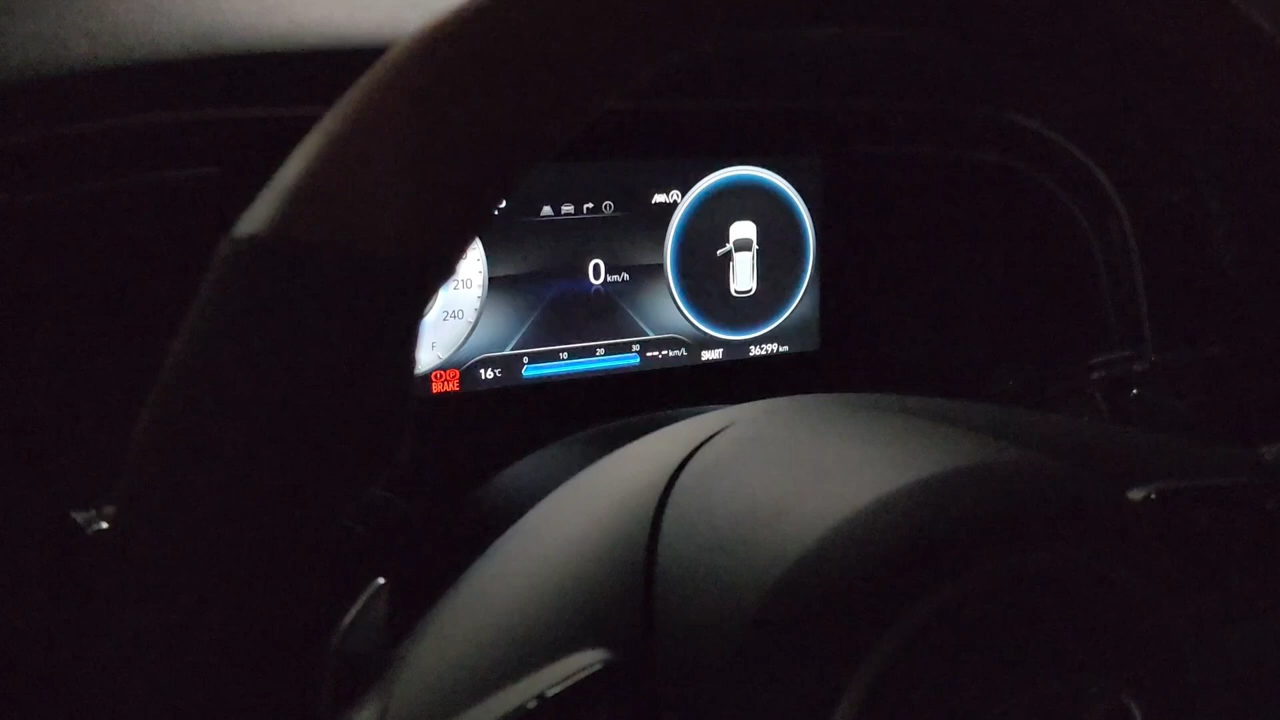 0 km/h
210
240
F
0 10 20 30
--.- km/L
SMART
36299 km
16℃
P
BRAKE